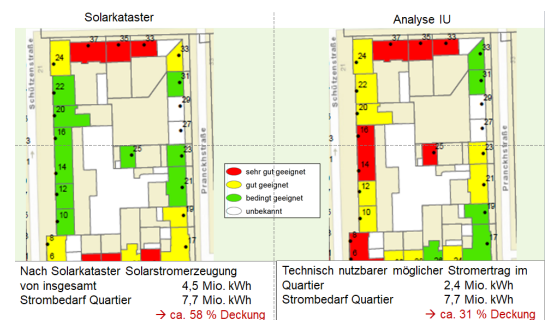 Solarkataster
Analyse IU
Schützenstraße
21
24
22
20
16
14
12
10
8
6
37
35
33
31
29
27
25
23
21
19
17
Pranckhstraße
sehr gut geeignet
gut geeignet
bedingt geeignet
unbekannt
Schützenstraße
21
24
22
20
16
14
12
10
8
6
37
35
33
31
29
27
25
23
21
19
17
Pranckhstraße
Nach Solarkataster Solarstromerzeugung
von insgesamt 4,5 Mio. kWh
Strombedarf Quartier 7,7 Mio. kWh
→ ca. 58 % Deckung
Technisch nutzbarer möglicher Stromertrag im
Quartier 2,4 Mio. kWh
Strombedarf Quartier 7,7 Mio. kWh
→ ca. 31 % Deckung